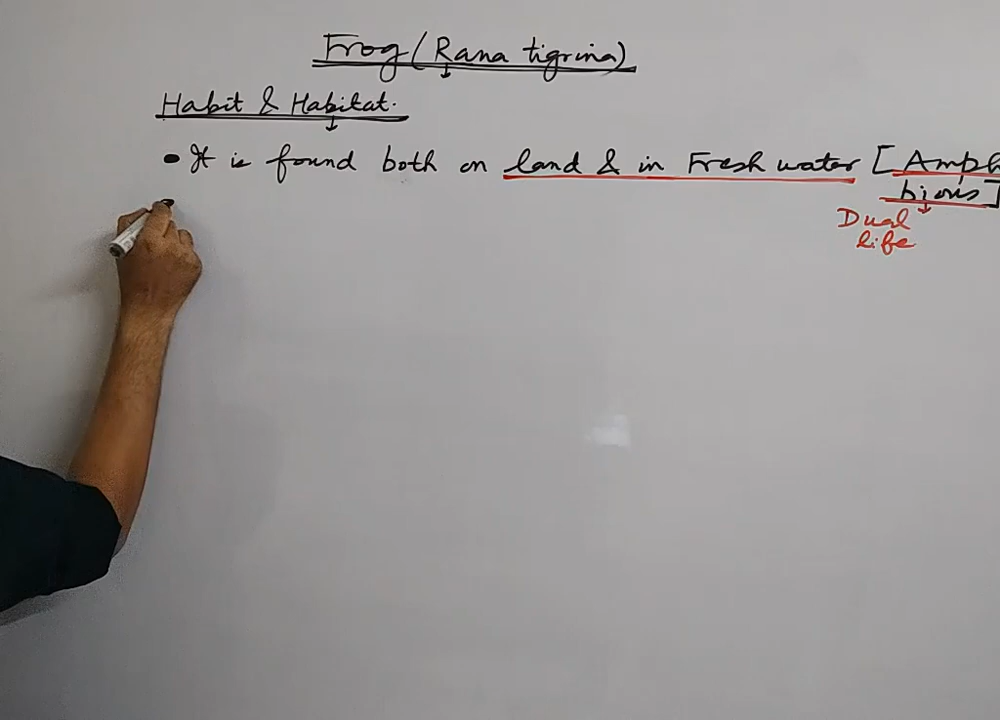 Frog (Rana tigrina)
Habit & Habitat.
• It is found both on land & in Fresh water [Amph
bious]
Dual
life